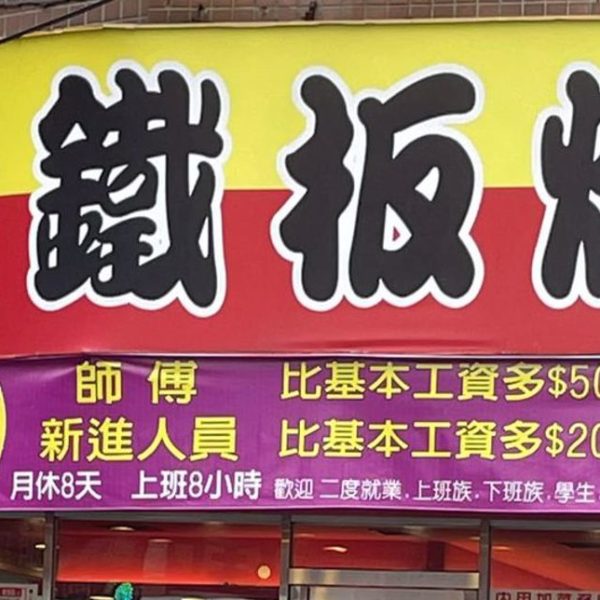 鐵板
師傅 比基本工資多$50
新進人員 比基本工資多$20
月休8天 上班8小時 歡迎 二度就業.上班族.下班族.學生